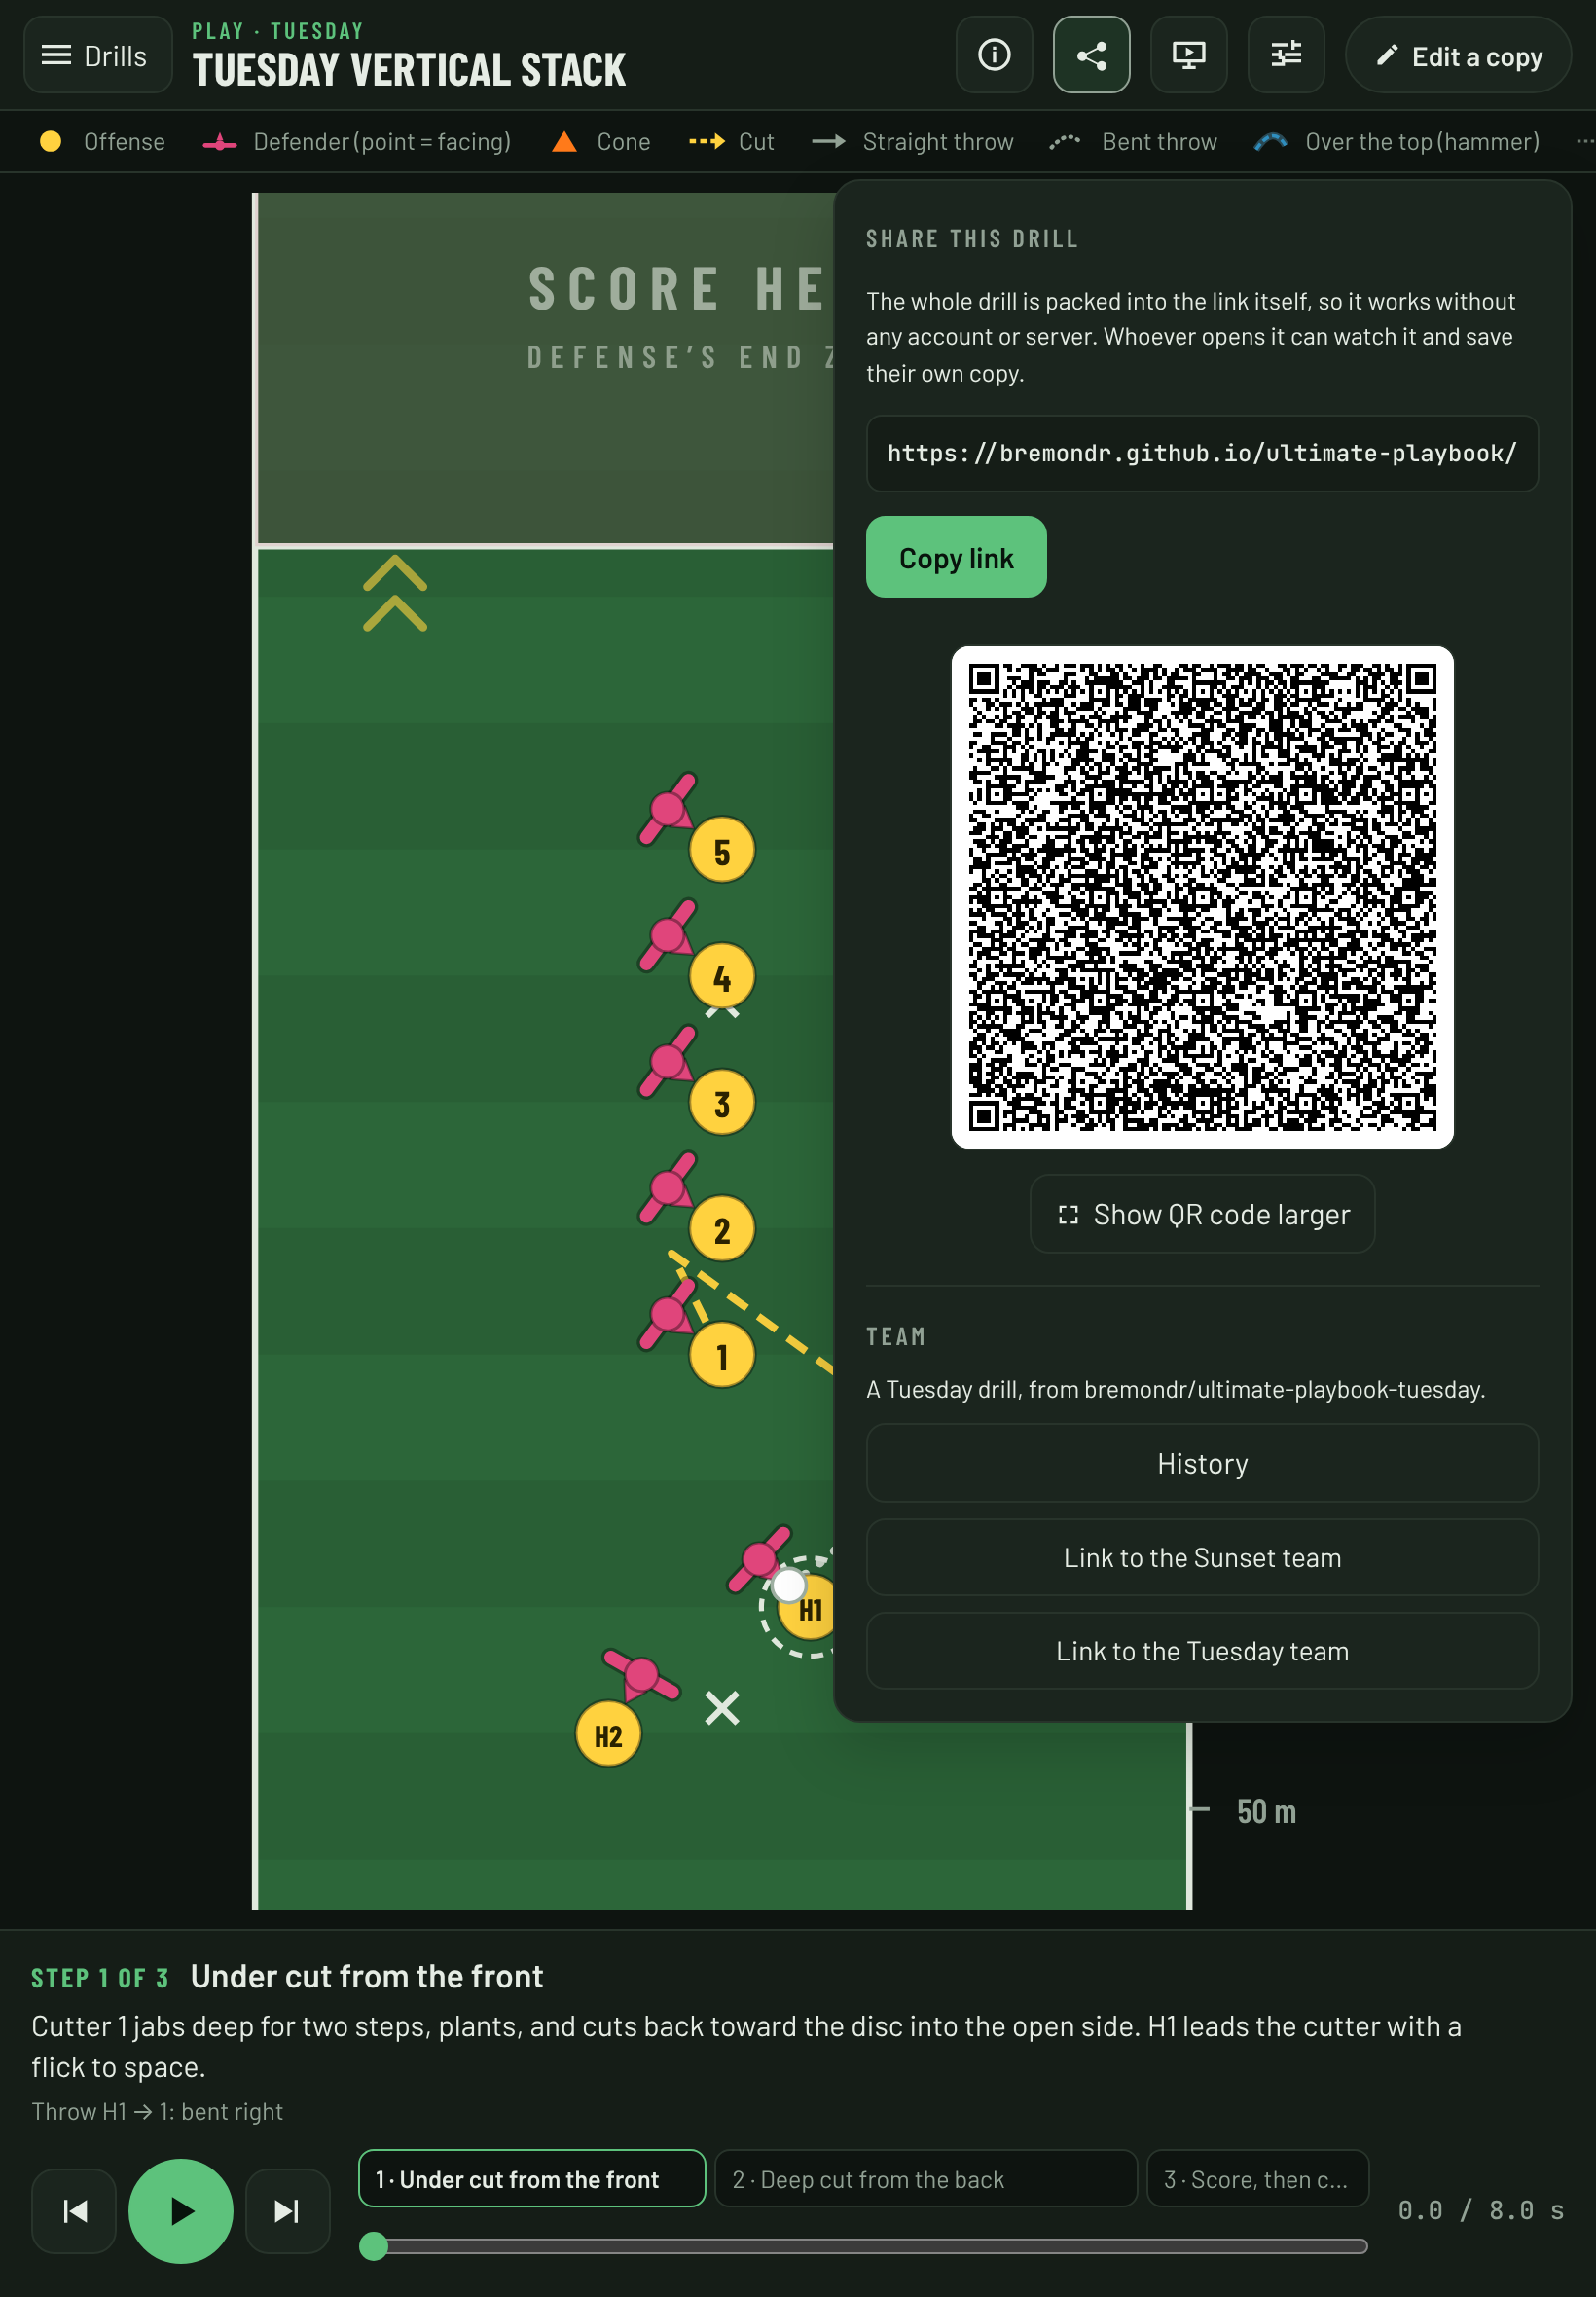 Drills
PLAY · TUESDAY
TUESDAY VERTICAL STACK
Edit a copy
Offense
Defender (point = facing)
Cone
Cut
Straight throw
Bent throw
Over the top (hammer)
SCORE HE
DEFENSE'S END
SHARE THIS DRILL
The whole drill is packed into the link itself, so it works without
any account or server. Whoever opens it can watch it and save
their own copy.
https://bremondr.github.io/ultimate-playbook/
Copy link
Show QR code larger
TEAM
A Tuesday drill, from bremondr/ultimate-playbook-tuesday.
History
Link to the Sunset team
Link to the Tuesday team
5
4
3
2
1
H1
H2
50 m
STEP 1 OF 3 Under cut from the front
Cutter 1 jabs deep for two steps, plants, and cuts back toward the disc into the open side. H1 leads the cutter with a
flick to space.
Throw H1 → 1: bent right
1 · Under cut from the front
2 · Deep cut from the back
3 · Score, then c...
0.0 / 8.0 s